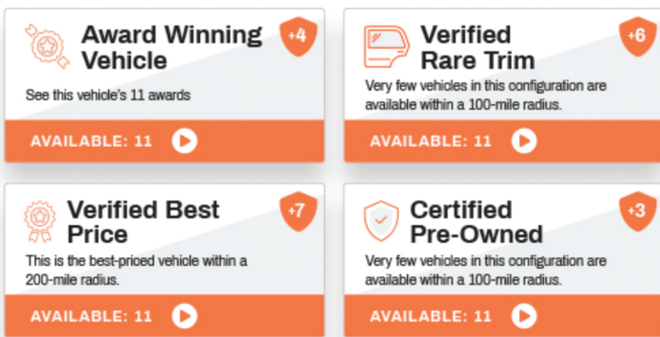 Award Winning
Vehicle
+4
See this vehicle's 11 awards
AVAILABLE: 11
Verified
Rare Trim
+6
Very few vehicles in this configuration are
available within a 100-mile radius.
AVAILABLE: 11
Verified Best
Price
+7
This is the best-priced vehicle within a
200-mile radius.
AVAILABLE: 11
Certified
Pre-Owned
+3
Very few vehicles in this configuration are
available within a 100-mile radius.
AVAILABLE: 11